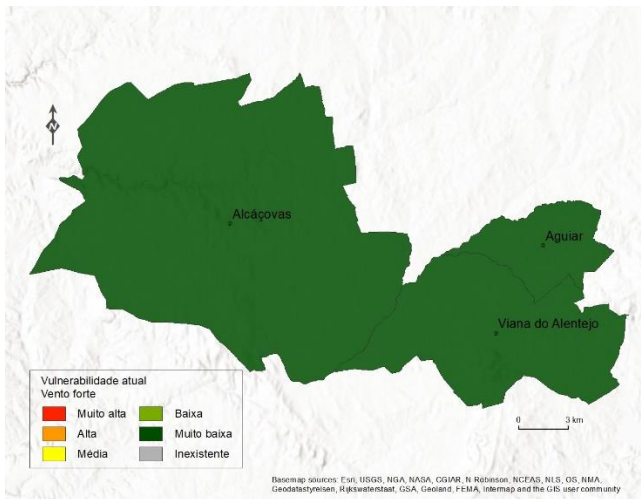 N
Alcáçovas
Aguiar
Viana do Alentejo
Vulnerabilidade atual
Vento forte
Muito alta
Alta
Média
Baixa
Muito baixa
Inexistente
0 3 km
Basemap sources: Esri, USGS, NGA, NASA, CGIAR, N Robinson, NCEAS, NLS, OS, NMA,
Geodatastyrelsen, Rijkswaterstaat, GSA, Geoland, FEMA, Intermap and the GIS user community